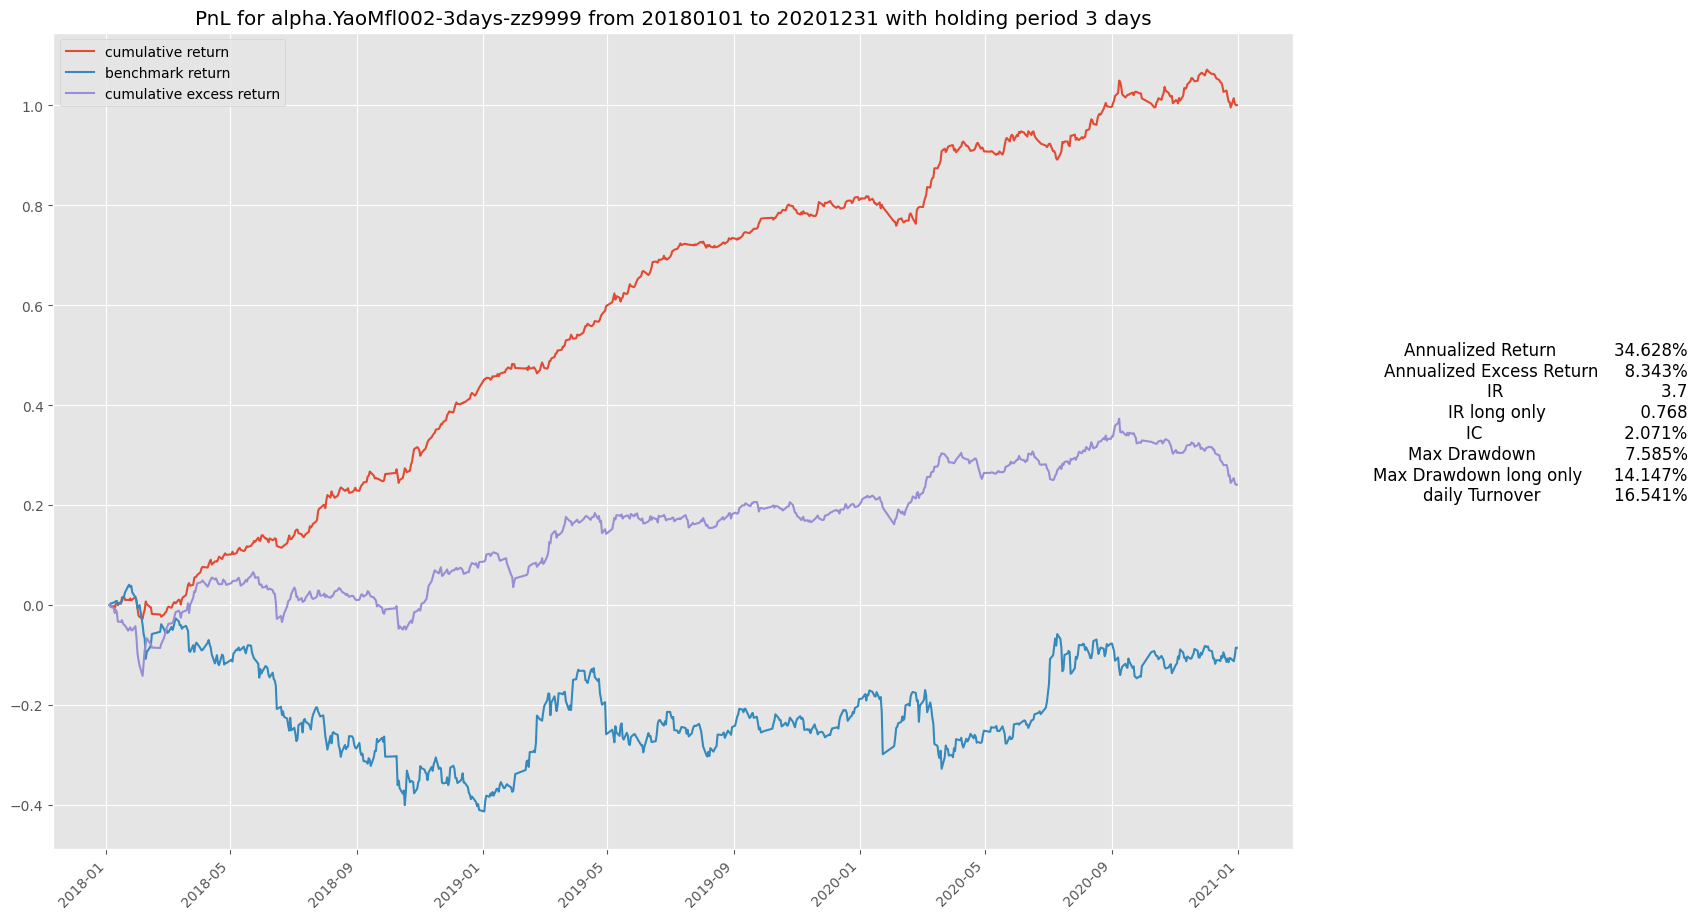 PnL for alpha.YaoMfl002-3days-zz9999 from 20180101 to 20201231 with holding period 3 days
cumulative return
benchmark return
cumulative excess return
1.0
0.8
0.6
0.4
0.2
0.0
−0.2
−0.4
2018-01
2018-05
2018-09
2019-01
2019-05
2019-09
2020-01
2020-05
2020-09
2021-01
Annualized Return 34.628%
Annualized Excess Return 8.343%
IR 3.7
IR long only 0.768
IC 2.071%
Max Drawdown 7.585%
Max Drawdown long only 14.147%
daily Turnover 16.541%